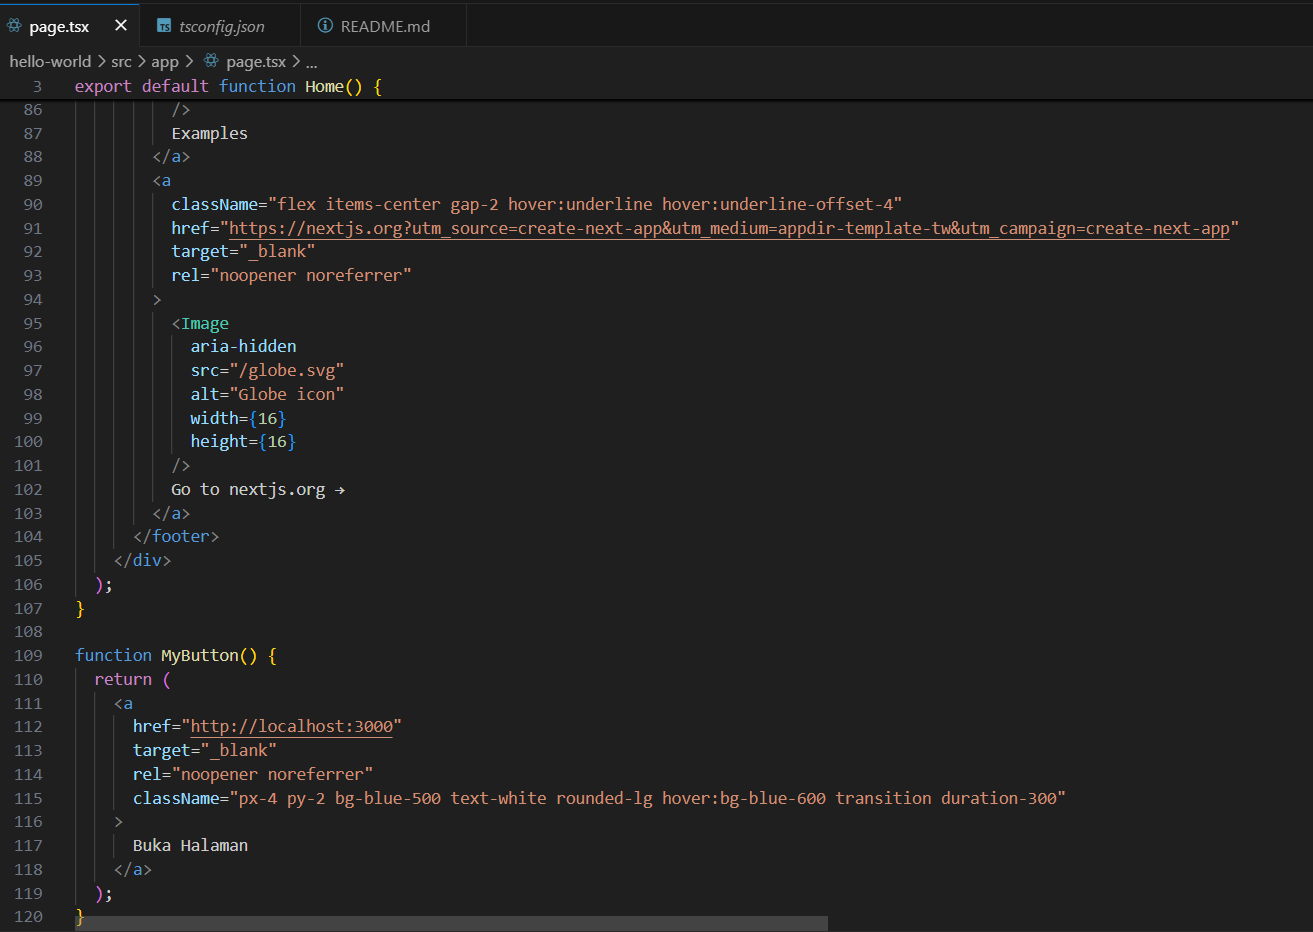 page.tsx × tsconfig.json README.md
hello-world > src > app > page.tsx > ...
3 export default function Home() {
86 />
87 Examples
88 </a>
89 <a
90 className="flex items-center gap-2 hover:underline hover:underline-offset-4"
91 href="https://nextjs.org?utm_source=create-next-app&utm_medium=appdir-template-tw&utm_campaign=create-next-app"
92 target="_blank"
93 rel="noopener noreferrer"
94 >
95 <Image
96 aria-hidden
97 src="/globe.svg"
98 alt="Globe icon"
99 width={16}
100 height={16}
101 />
102 Go to nextjs.org →
103 </a>
104 </footer>
105 </div>
106 );
107 }
108
109 function MyButton() {
110 return (
111 <a
112 href="http://localhost:3000"
113 target="_blank"
114 rel="noopener noreferrer"
115 className="px-4 py-2 bg-blue-500 text-white rounded-lg hover:bg-blue-600 transition duration-300"
116 >
117 Buka Halaman
118 </a>
119 );
120 }